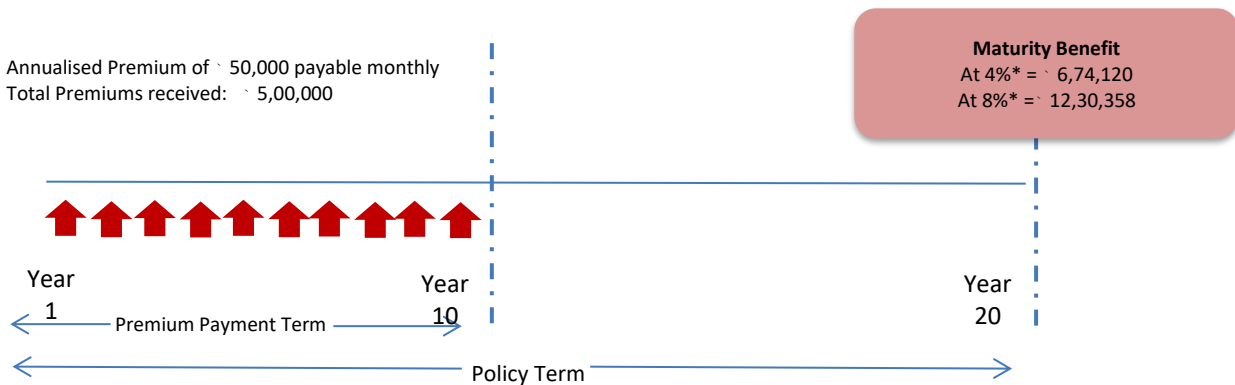 Annualised Premium of ` 50,000 payable monthly
Total Premiums received: ` 5,00,000
Maturity Benefit
At 4%* = ` 6,74,120
At 8%* =` 12,30,358
Year
1
Year
10
Year
20
Premium Payment Term
Policy Term